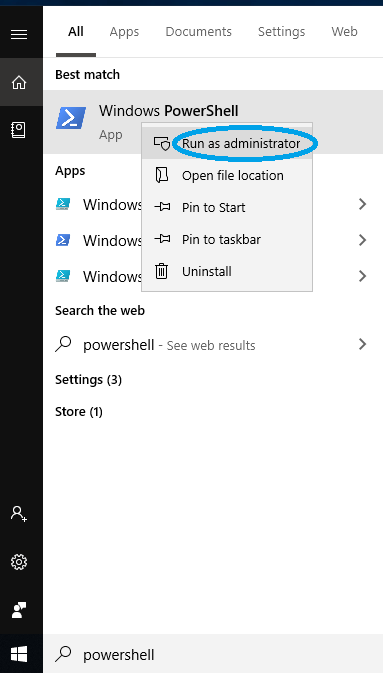 All Apps Documents Settings Web
Best match
Windows PowerShell
App
Run as administrator
Open file location
Pin to Start
Pin to taskbar
Uninstall
Apps
Windows
Windows
Windows
Search the web
powershell - See web results
Settings (3)
Store (1)
powershell